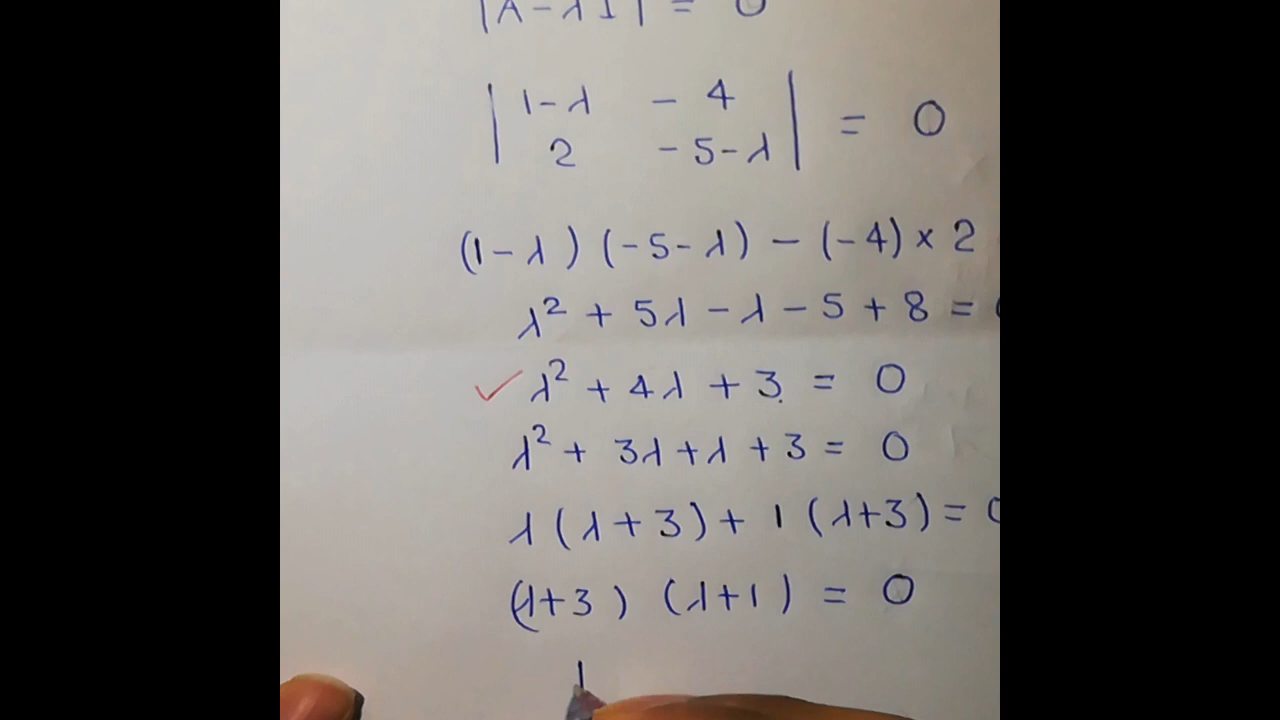 |A-λI| = 0
| 1-λ -4 |
| 2 -5-λ | = 0
(1-λ) (-5-λ) - (-4) × 2
λ² + 5λ - λ - 5 + 8 =
✓ λ² + 4λ + 3 = 0
λ² + 3λ + λ + 3 = 0
λ (λ + 3) + 1 (λ+3) = 0
(λ+3) (λ+1) = 0